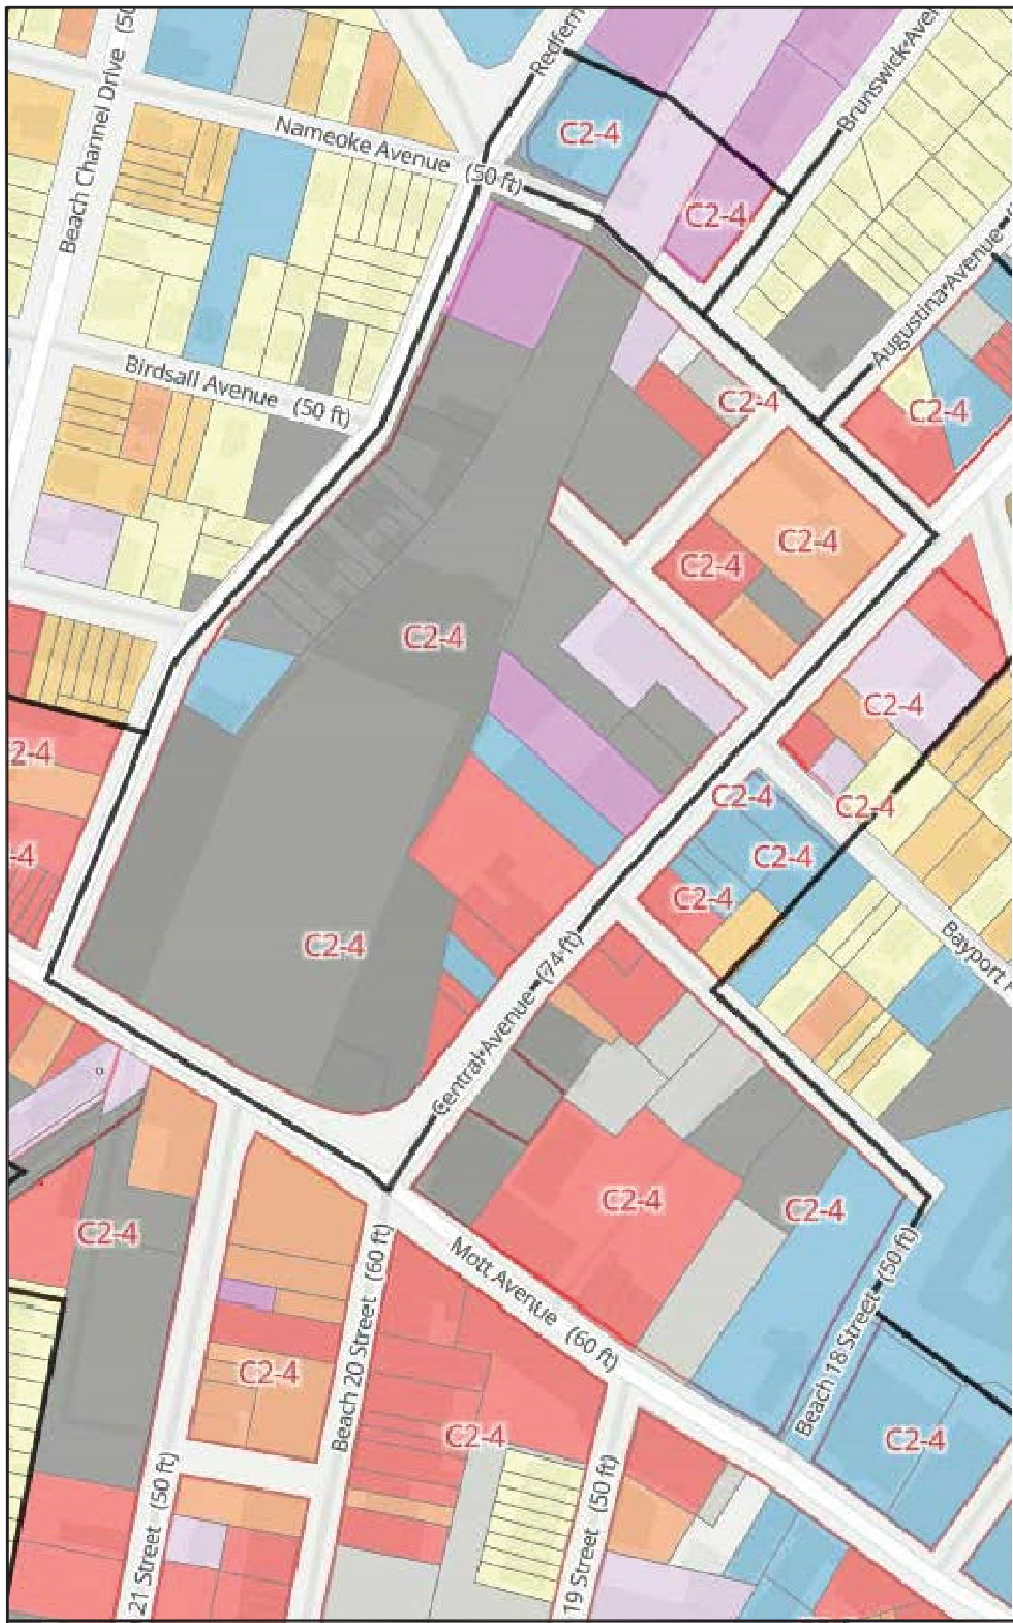 Beach Channel Drive (50
Redfern
Brunswick Aven
C2-4
Nameoke Avenue (50 ft)
C2-4
Augustina Avenue
Birdsall Avenue (50 ft)
C2-4
C2-4
C2-4
C2-4
C2-4
C2-4
2-4
C2-4
C2-4
-4
C2-4
C2-4
C2-4
Bayport
Central Avenue (74 ft)
C2-4
C2-4
C2-4
Mott Avenue (60 ft)
Beach 18 Street (50 ft)
Beach 20 Street (60 ft)
C2-4
C2-4
C2-4
21 Street (50 ft)
19 Street (50 ft)